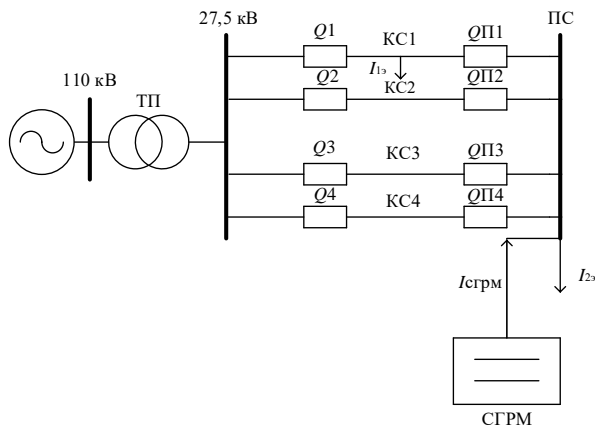 27,5 кВ
ПС
Q1
КС1
QП1
I1э
110 кВ
ТП
Q2
КС2
QП2
Q3
КС3
QП3
Q4
КС4
QП4
Iсгрм
I2э
СГРМ